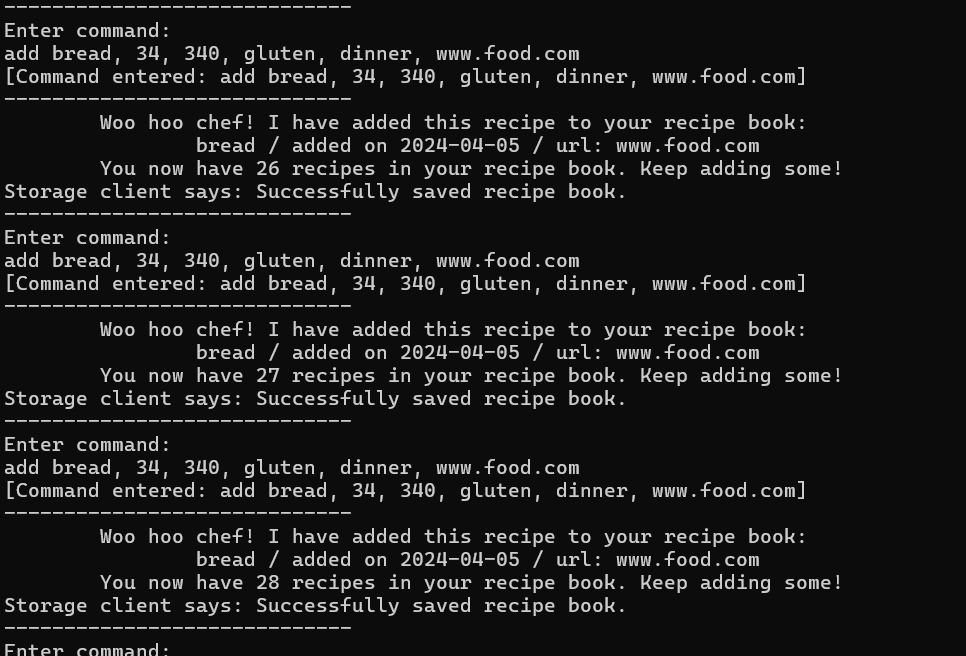 -----------------------------
Enter command:
add bread, 34, 340, gluten, dinner, www.food.com
[Command entered: add bread, 34, 340, gluten, dinner, www.food.com]
-----------------------------
Woo hoo chef! I have added this recipe to your recipe book:
bread / added on 2024-04-05 / url: www.food.com
You now have 26 recipes in your recipe book. Keep adding some!
Storage client says: Successfully saved recipe book.
-----------------------------
Enter command:
add bread, 34, 340, gluten, dinner, www.food.com
[Command entered: add bread, 34, 340, gluten, dinner, www.food.com]
-----------------------------
Woo hoo chef! I have added this recipe to your recipe book:
bread / added on 2024-04-05 / url: www.food.com
You now have 27 recipes in your recipe book. Keep adding some!
Storage client says: Successfully saved recipe book.
-----------------------------
Enter command:
add bread, 34, 340, gluten, dinner, www.food.com
[Command entered: add bread, 34, 340, gluten, dinner, www.food.com]
-----------------------------
Woo hoo chef! I have added this recipe to your recipe book:
bread / added on 2024-04-05 / url: www.food.com
You now have 28 recipes in your recipe book. Keep adding some!
Storage client says: Successfully saved recipe book.
-----------------------------
Enter command: